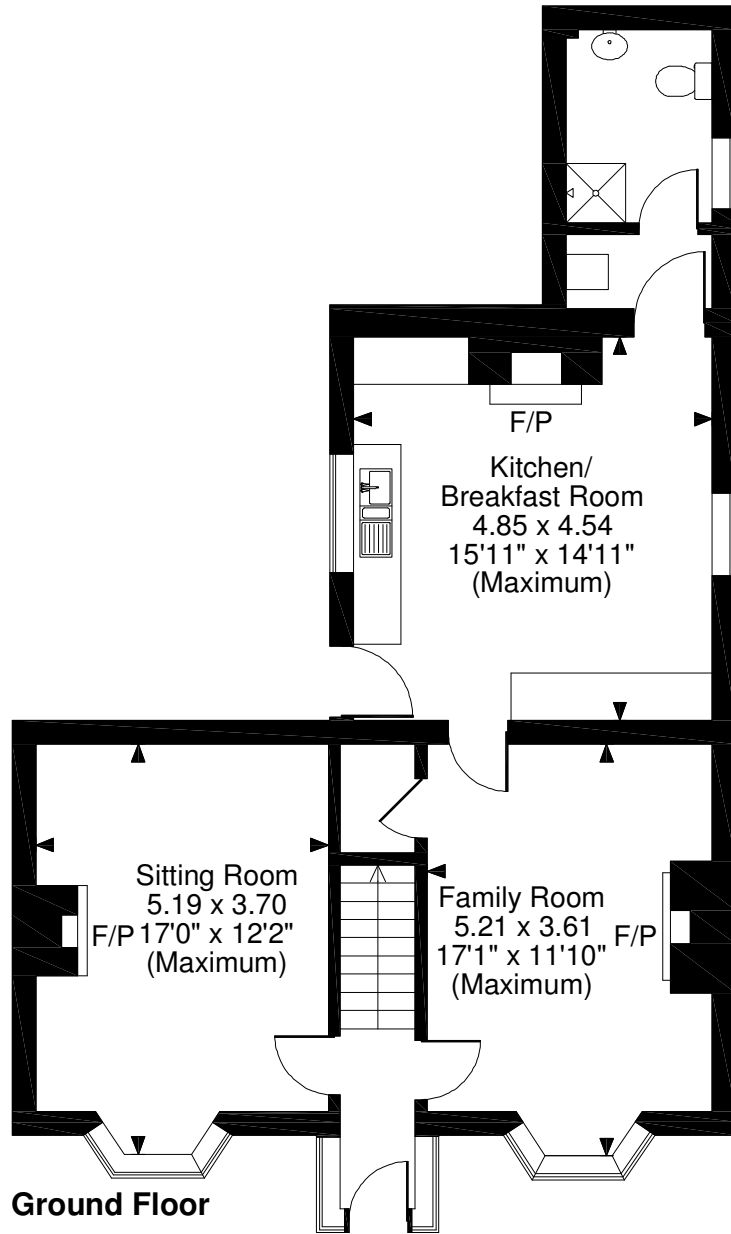 F/P
Kitchen/
Breakfast Room
4.85 x 4.54
15'11" x 14'11"
(Maximum)
Sitting Room
5.19 x 3.70
17'0" x 12'2"
(Maximum)
F/P
Family Room
5.21 x 3.61
17'1" x 11'10"
(Maximum)
F/P
Ground Floor